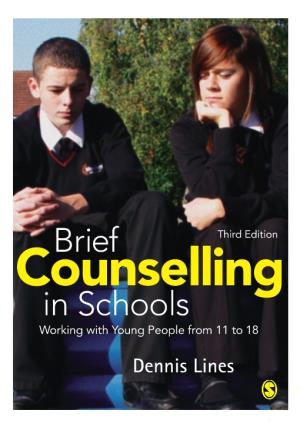 Third Edition
Brief
Counselling
in Schools
Working with Young People from 11 to 18
Dennis Lines
S